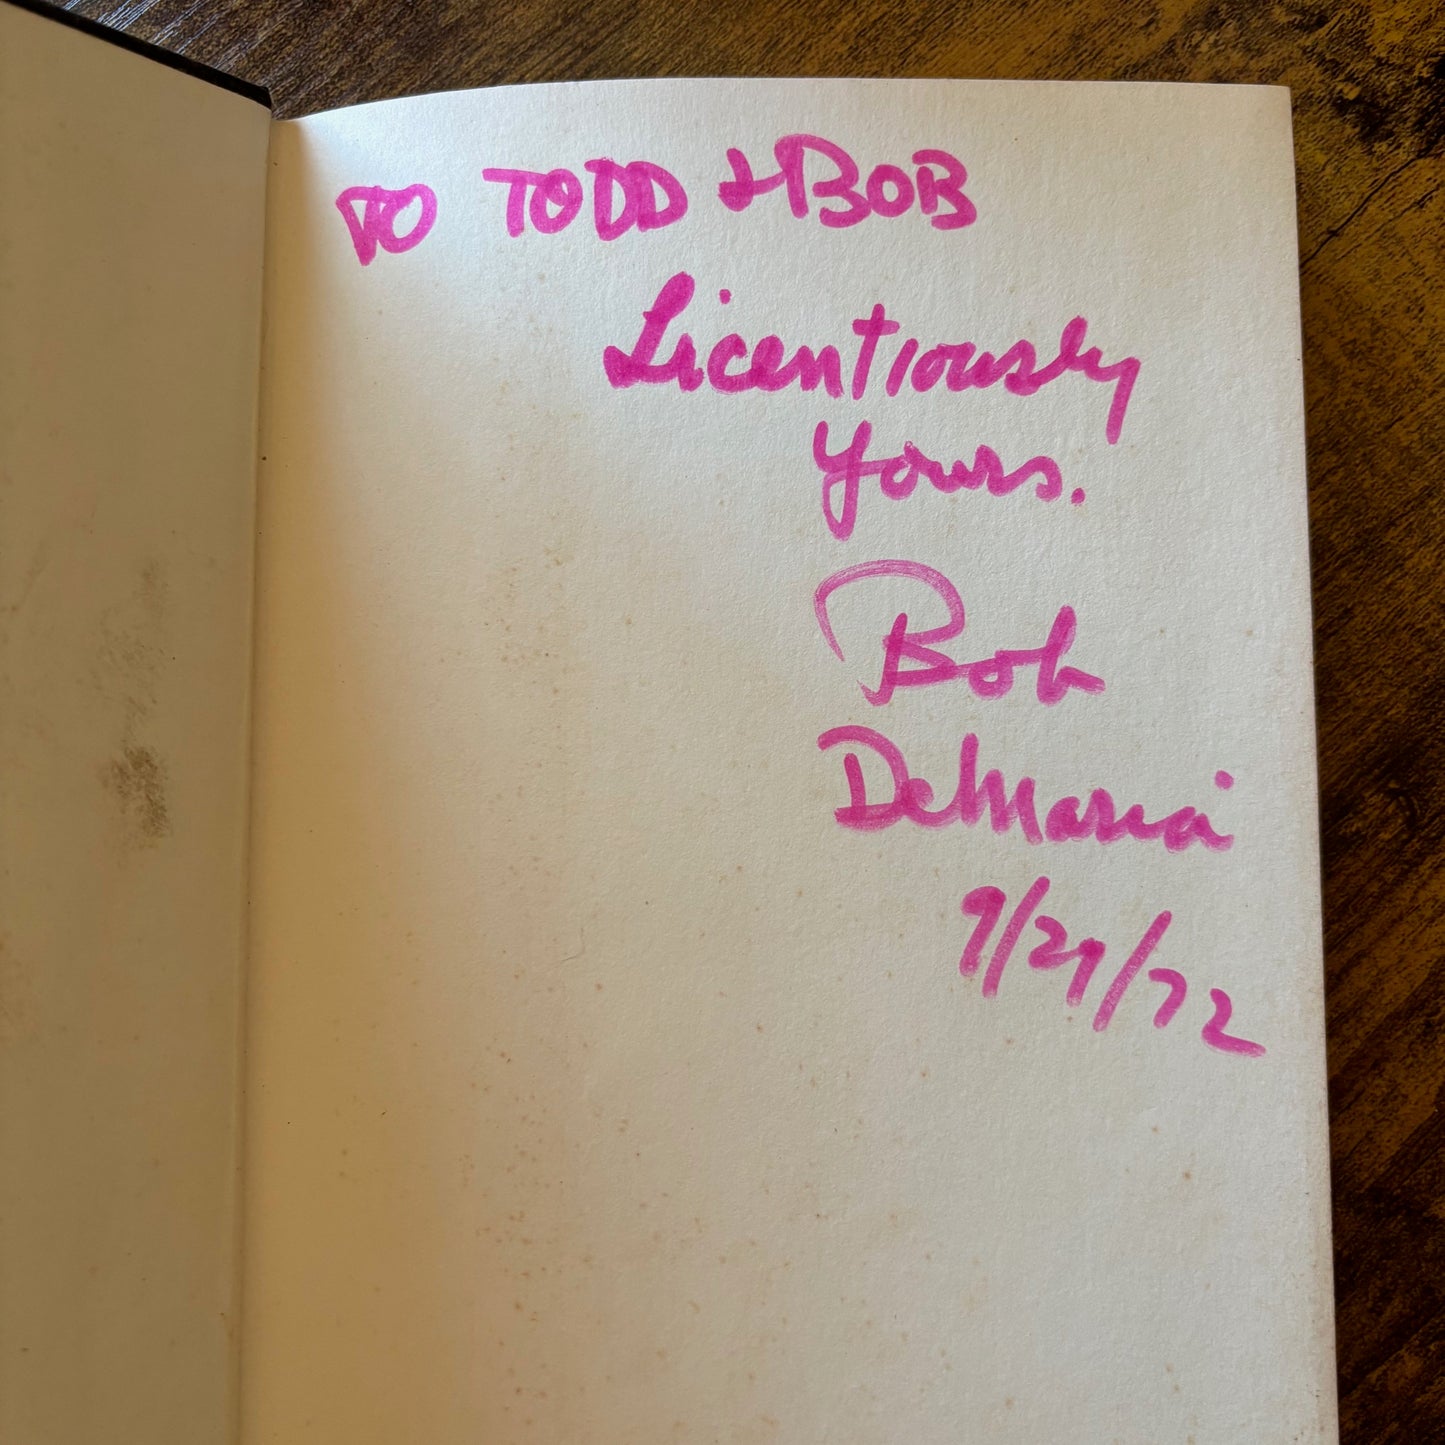 TO TODD & BOB
Licentiously
yours.
Bob
DeMaria
9/29/72